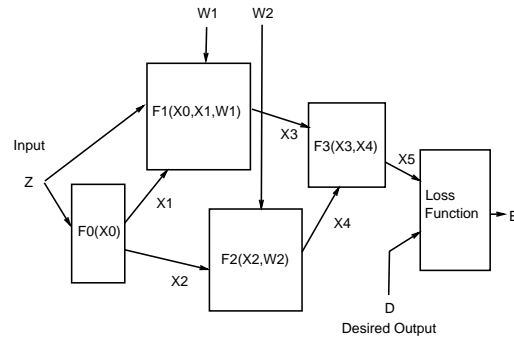 W1
W2
F1(X0,X1,W1)
X3
F3(X3,X4)
Input
X5
Z
X1
Loss
Function
E
F0(X0)
X4
F2(X2,W2)
X2
D
Desired Output